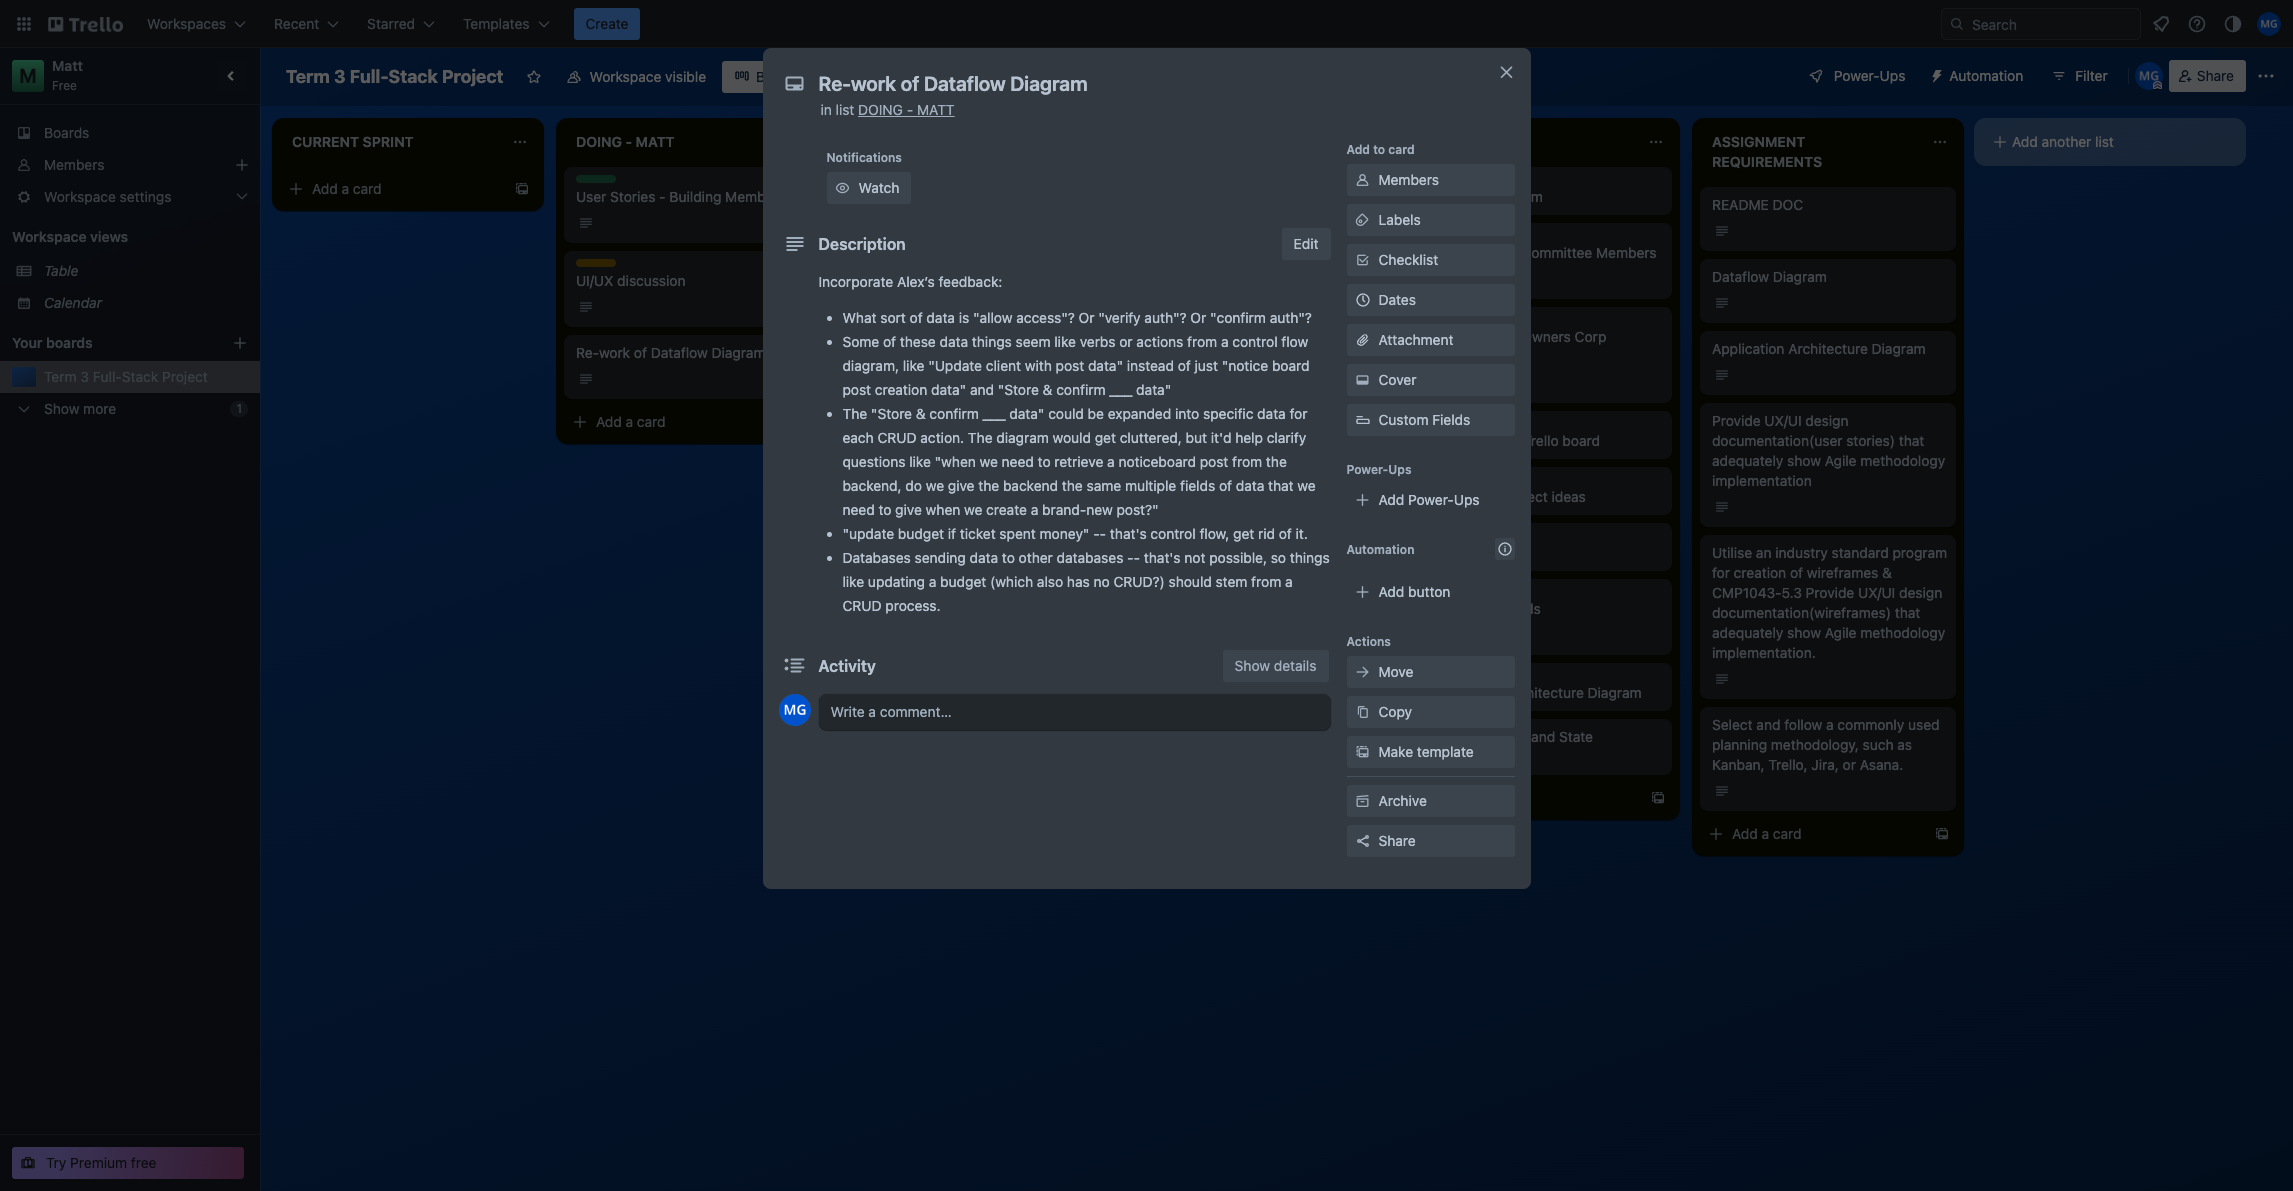 Trello
Workspaces
Recent
Starred
Templates
Create
Search
MG
M
Matt
Free
Boards
Members
Workspace settings
Workspace views
Table
Calendar
Your boards
Term 3 Full-Stack Project
Show more
1
Try Premium free
Term 3 Full-Stack Project
Workspace visible
B
Power-Ups
Automation
Filter
MG
Share
CURRENT SPRINT
Add a card
DOING - MATT
User Stories - Building Memb
UI/UX discussion
Re-work of Dataflow Diagram
Add a card
Re-work of Dataflow Diagram
in list DOING - MATT
Notifications
Watch
Description
Edit
Incorporate Alex’s feedback:
• What sort of data is "allow access"? Or "verify auth"? Or "confirm auth"?
• Some of these data things seem like verbs or actions from a control flow
diagram, like "Update client with post data" instead of just "notice board
post creation data" and "Store & confirm ___ data"
• The "Store & confirm ___ data" could be expanded into specific data for
each CRUD action. The diagram would get cluttered, but it'd help clarify
questions like "when we need to retrieve a noticeboard post from the
backend, do we give the backend the same multiple fields of data that we
need to give when we create a brand-new post?"
• "update budget if ticket spent money" -- that's control flow, get rid of it.
• Databases sending data to other databases -- that's not possible, so things
like updating a budget (which also has no CRUD?) should stem from a
CRUD process.
Activity
Show details
MG
Write a comment...
Add to card
Members
Labels
Checklist
Dates
Attachment
Cover
Custom Fields
Power-Ups
Add Power-Ups
Automation
Add button
Actions
Move
Copy
Make template
Archive
Share
m
ommittee Members
wners Corp
rello board
ect ideas
ls
hitecture Diagram
and State
ASSIGNMENT
REQUIREMENTS
README DOC
Dataflow Diagram
Application Architecture Diagram
Provide UX/UI design
documentation(user stories) that
adequately show Agile methodology
implementation
Utilise an industry standard program
for creation of wireframes &
CMP1043-5.3 Provide UX/UI design
documentation(wireframes) that
adequately show Agile methodology
implementation.
Select and follow a commonly used
planning methodology, such as
Kanban, Trello, Jira, or Asana.
Add a card
Add another list